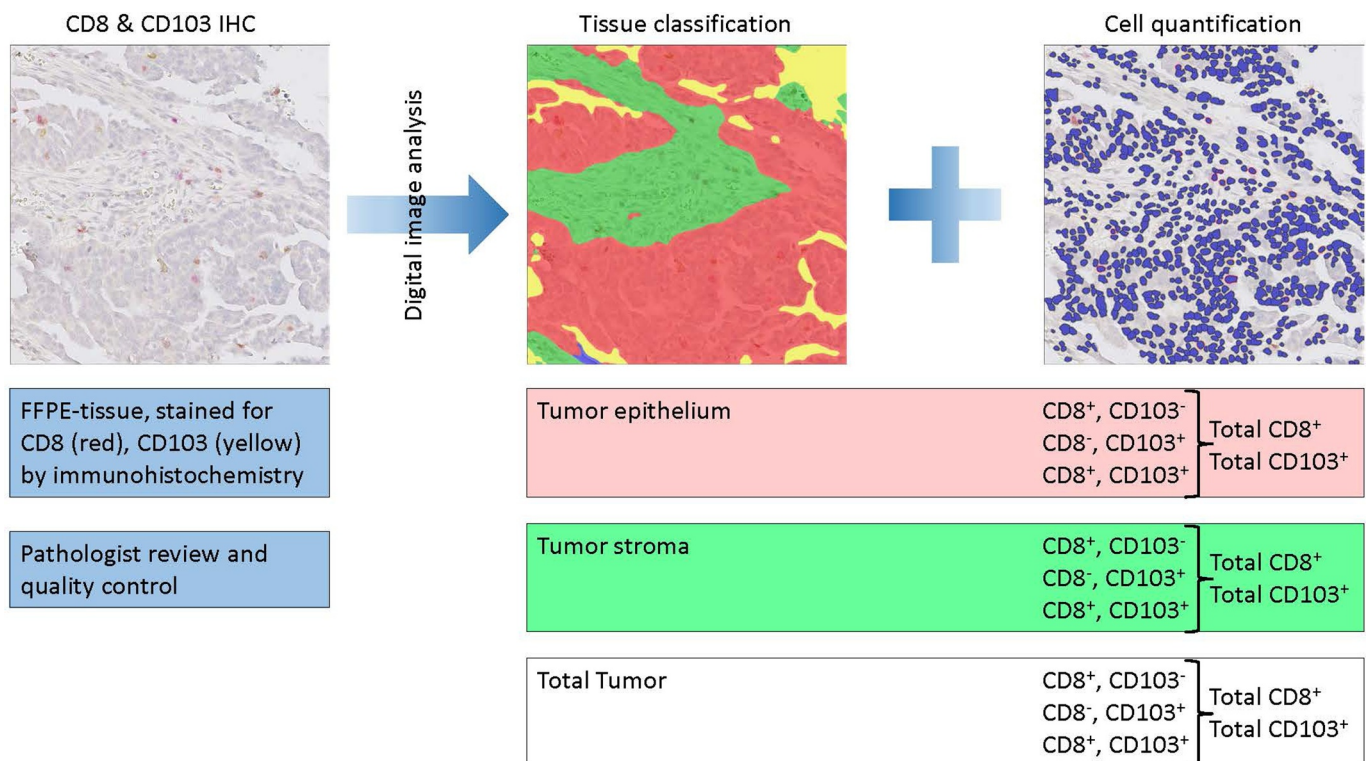 CD8 & CD103 IHC
Digital image analysis
Tissue classification
Cell quantification
FFPE-tissue, stained for
CD8 (red), CD103 (yellow)
by immunohistochemistry
Pathologist review and
quality control
Tumor epithelium
CD8⁺, CD103⁻
CD8⁻, CD103⁺
CD8⁺, CD103⁺
Total CD8⁺
Total CD103⁺
Tumor stroma
CD8⁺, CD103⁻
CD8⁻, CD103⁺
CD8⁺, CD103⁺
Total CD8⁺
Total CD103⁺
Total Tumor
CD8⁺, CD103⁻
CD8⁻, CD103⁺
CD8⁺, CD103⁺
Total CD8⁺
Total CD103⁺